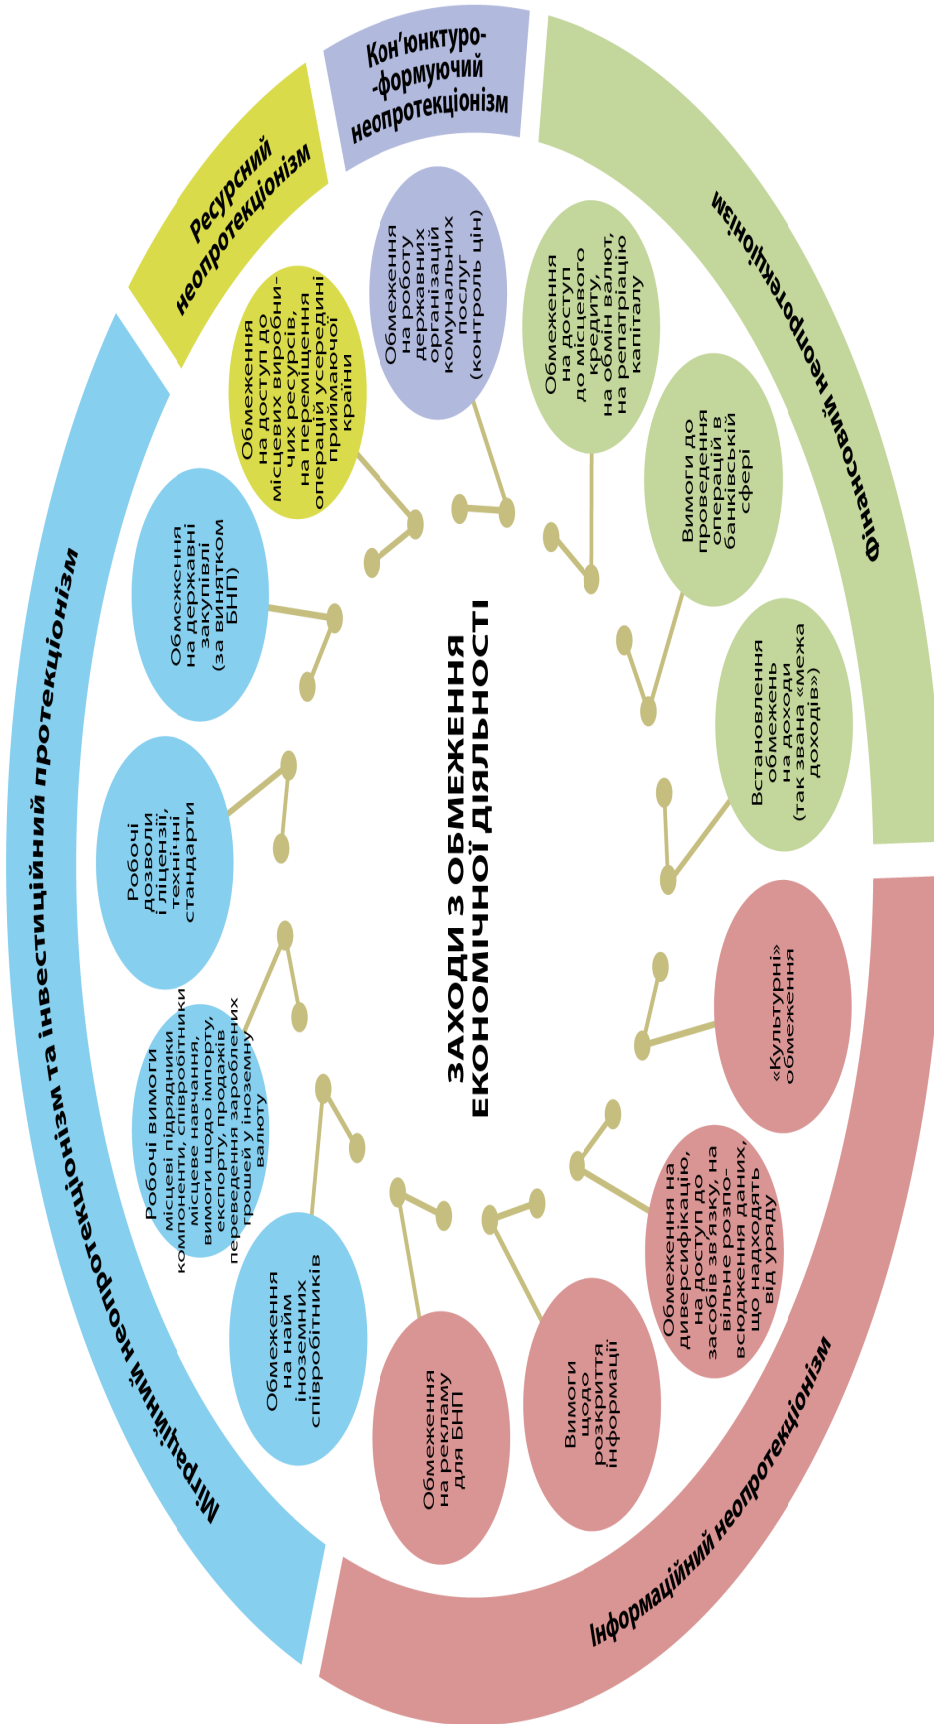 ЗАХОДИ З ОБМЕЖЕННЯ
ЕКОНОМІЧНОЇ ДІЯЛЬНОСТІ
Міграційний неопротекціонізм та інвестиційний протекціонізм
Обмеження
на найм
іноземних
співробітників
Робочі вимоги
місцеві підрядники
компоненти, співробітники
місцеве навчання,
вимоги щодо імпорту,
експорту, продажів
переведення зароблених
грошей у іноземну
валюту
Робочі
дозволи
і ліцензії,
технічні
стандарти
Обмеження
на державні
закупівлі
(за винятком
БНП)
Ресурсний
неопротекціонізм
Обмеження
на доступ до
місцевих виробни-
чих ресурсів,
на переміщення
операцій усередині
приймаючої
країни
Кон’юнктуро-
-формуючий
неопротекціонізм
Обмеження
на роботу
державних
організацій
комунальних
послуг
(контроль цін)
Фінансовий неопротекціонізм
Обмеження
на доступ
до місцевого
кредиту,
на обмін валют,
на репатріацію
капіталу
Вимоги до
проведення
операцій в
банківській
сфері
Встановлення
обмежень
на доходи
(так звана «межа
доходів»)
Інформаційний неопротекціонізм
«Культурні»
обмеження
Обмеження на
диверсифікацію,
на доступ до
засобів зв’язку, на
вільне розпо-
всюдження даних,
що надходять
від уряду
Вимоги
щодо
розкриття
інформації
Обмеження
на рекламу
для БНП